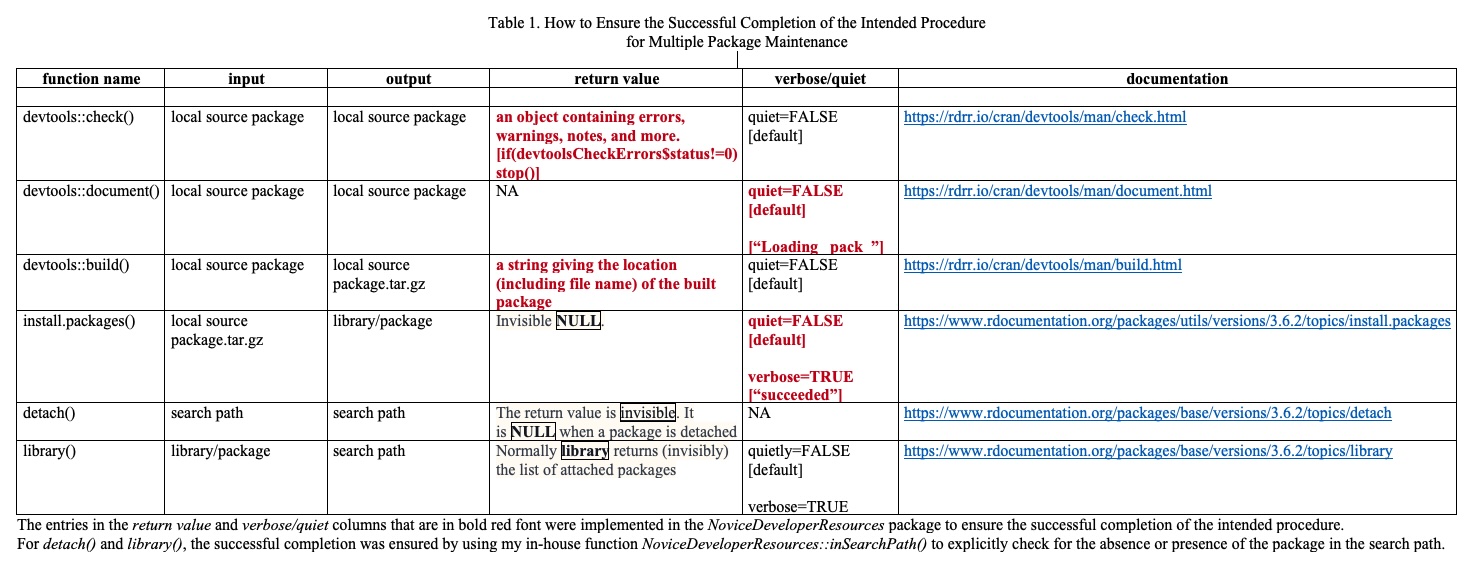 Table 1. How to Ensure the Successful Completion of the Intended Procedure
for Multiple Package Maintenance
function name input output return value verbose/quiet documentation
devtools::check() local source package local source package an object containing errors, quiet=FALSE https://rdrr.io/cran/devtools/man/check.html
warnings, notes, and more. [default]
[if(devtoolsCheckErrors$status!=0)
stop()]
devtools::document() local source package local source package NA quiet=FALSE https://rdrr.io/cran/devtools/man/document.html
[default]
[“Loading _pack_”]
devtools::build() local source package local source a string giving the location quiet=FALSE https://rdrr.io/cran/devtools/man/build.html
package.tar.gz (including file name) of the built [default]
package
install.packages() local source library/package Invisible NULL. quiet=FALSE https://www.rdocumentation.org/packages/utils/versions/3.6.2/topics/install.packages
package.tar.gz [default]
verbose=TRUE
[“succeeded”]
detach() search path search path The return value is invisible. It NA https://www.rdocumentation.org/packages/base/versions/3.6.2/topics/detach
is NULL when a package is detached
library() library/package search path Normally library returns (invisibly) quietly=FALSE https://www.rdocumentation.org/packages/base/versions/3.6.2/topics/library
the list of attached packages [default]
verbose=TRUE
The entries in the return value and verbose/quiet columns that are in bold red font were implemented in the NoviceDeveloperResources package to ensure the successful completion of the intended procedure.
For detach() and library(), the successful completion was ensured by using my in-house function NoviceDeveloperResources::inSearchPath() to explicitly check for the absence or presence of the package in the search path.